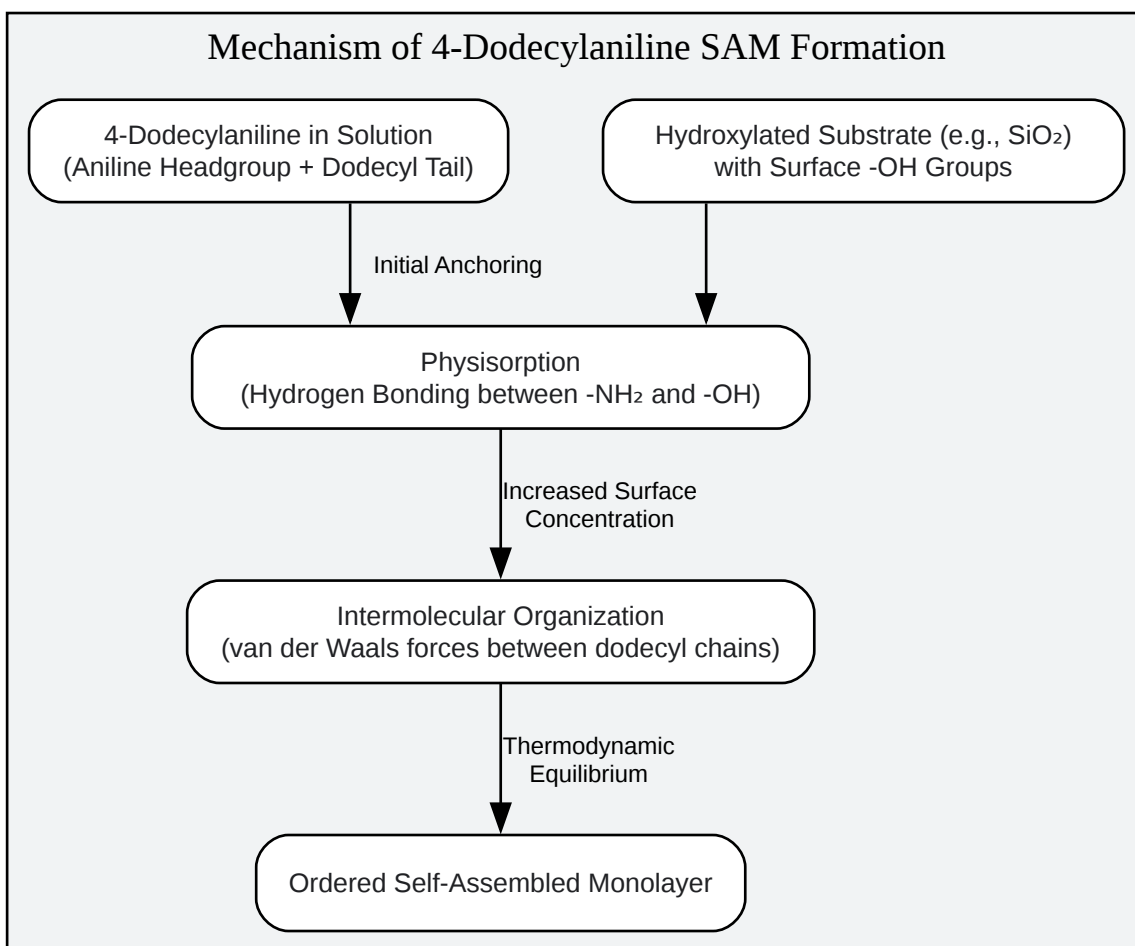 Mechanism of 4-Dodecylaniline SAM Formation
4-Dodecylaniline in Solution
(Aniline Headgroup + Dodecyl Tail)
Hydroxylated Substrate (e.g., SiO₂)
with Surface -OH Groups
Initial Anchoring
Physisorption
(Hydrogen Bonding between -NH₂ and -OH)
Increased Surface
Concentration
Intermolecular Organization
(van der Waals forces between dodecyl chains)
Thermodynamic
Equilibrium
Ordered Self-Assembled Monolayer